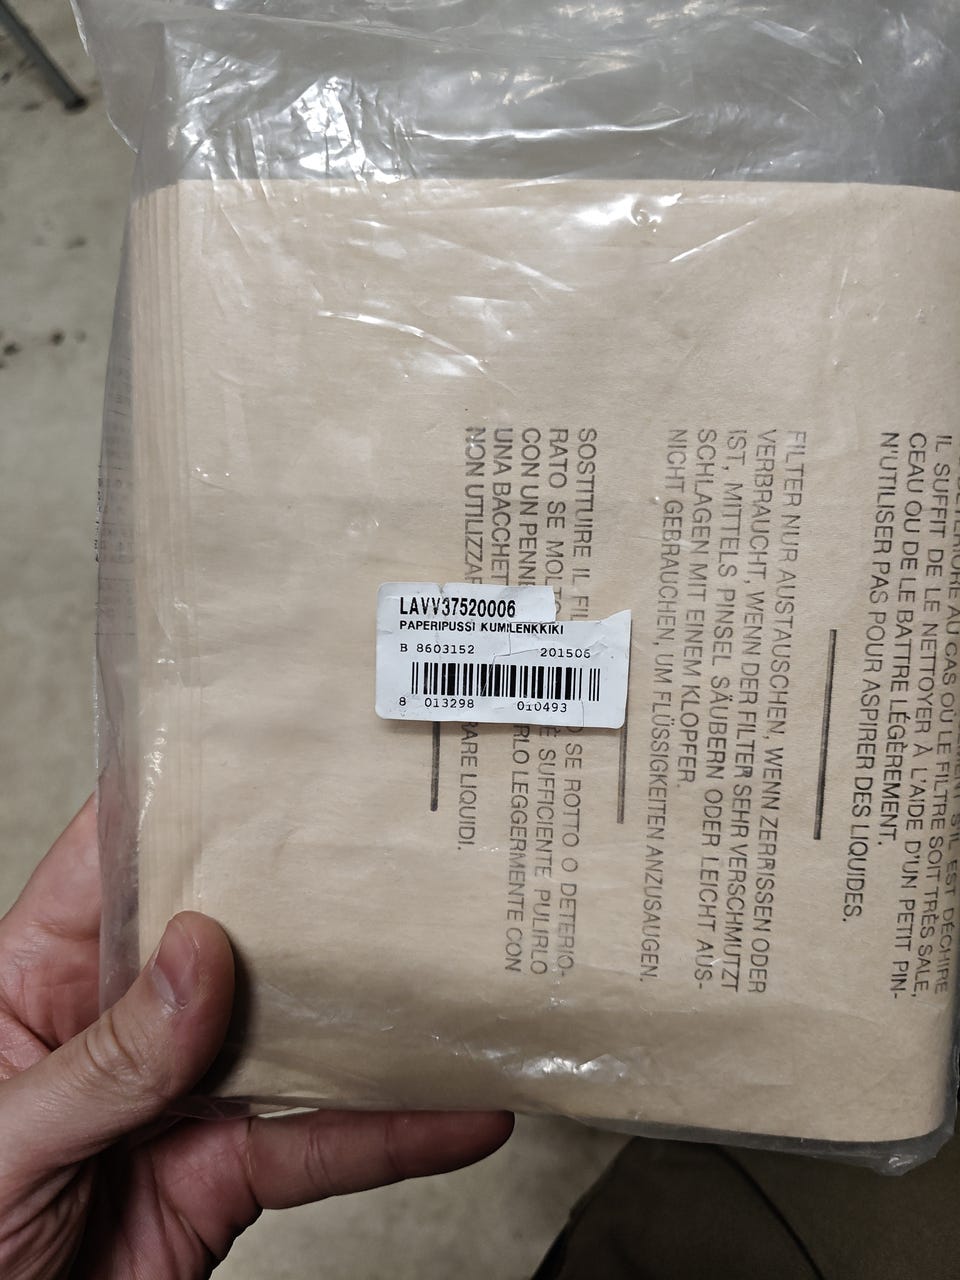 LAVV37520006
PAPERIPUSSI KUMILENKKIKI
B 8603152 201506
8 013298 010493
IL SUFFIT DE LE NETTOYER À L'AIDE D'UN PETIT PIN-
CEAU OU DE LE BATTRE LÉGÈREMENT.
N'UTILISER PAS POUR ASPIRER DES LIQUIDES.
FILTER NUR AUSTAUSCHEN, WENN ZERRISSEN ODER
VERBRAUCHT, WENN DER FILTER SEHR VERSCHMUTZT
IST, MITTELS PINSEL SÄUBERN ODER LEICHT AUS-
SCHLAGEN MIT EINEM KLOPFER.
NICHT GEBRAUCHEN, UM FLÜSSIGKEITEN ANZUSAUGEN.
SOSTITUIRE IL SE ROTTO O DETERIO-
RATO SE MOLTO È SUFFICIENTE PULIRLO
CON UN LEGGERMENTE CON
UNA
NON LIQUIDI.